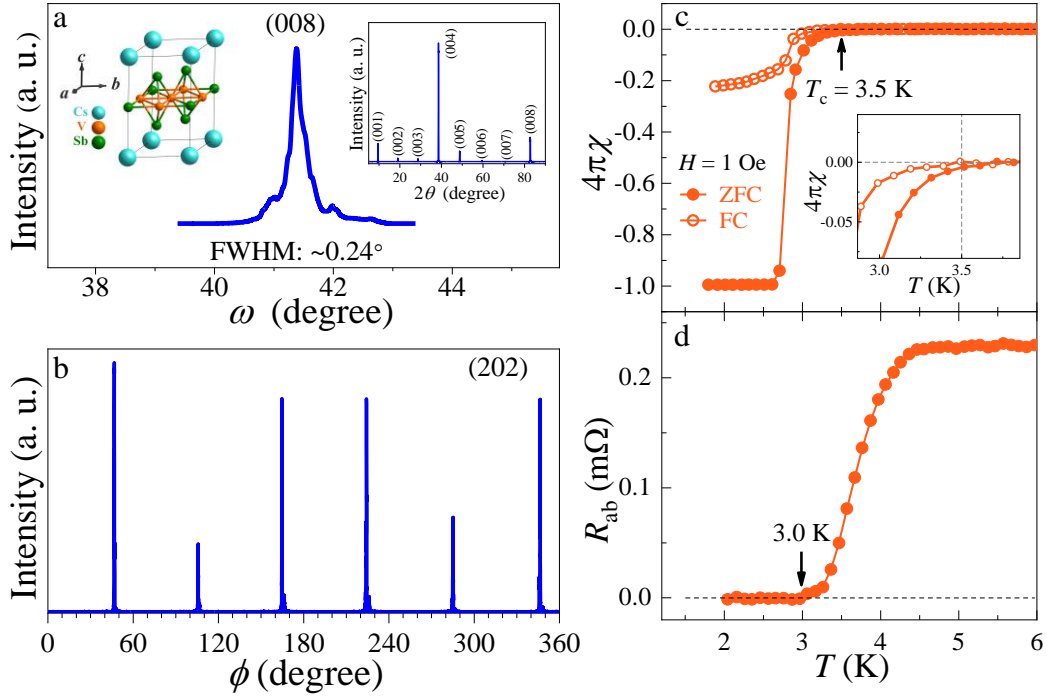 a
(008)
Intensity (a. u.)
c
a
b
Cs
V
Sb
Intensity (a. u.)
(001)
(002)
(003)
(004)
(005)
(006)
(007)
(008)
20 40 60 80
2θ (degree)
FWHM: ~0.24°
38 40 42 44
ω (degree)
b
(202)
Intensity (a. u.)
0 60 120 180 240 300 360
ϕ (degree)
c
0.0
-0.2
-0.4
-0.6
-0.8
-1.0
4πχ
Tc = 3.5 K
H = 1 Oe
ZFC
FC
0.00
-0.05
4πχ
3.0 3.5
T (K)
d
0.2
0.1
0.0
Rab (mΩ)
3.0 K
2 3 4 5 6
T (K)